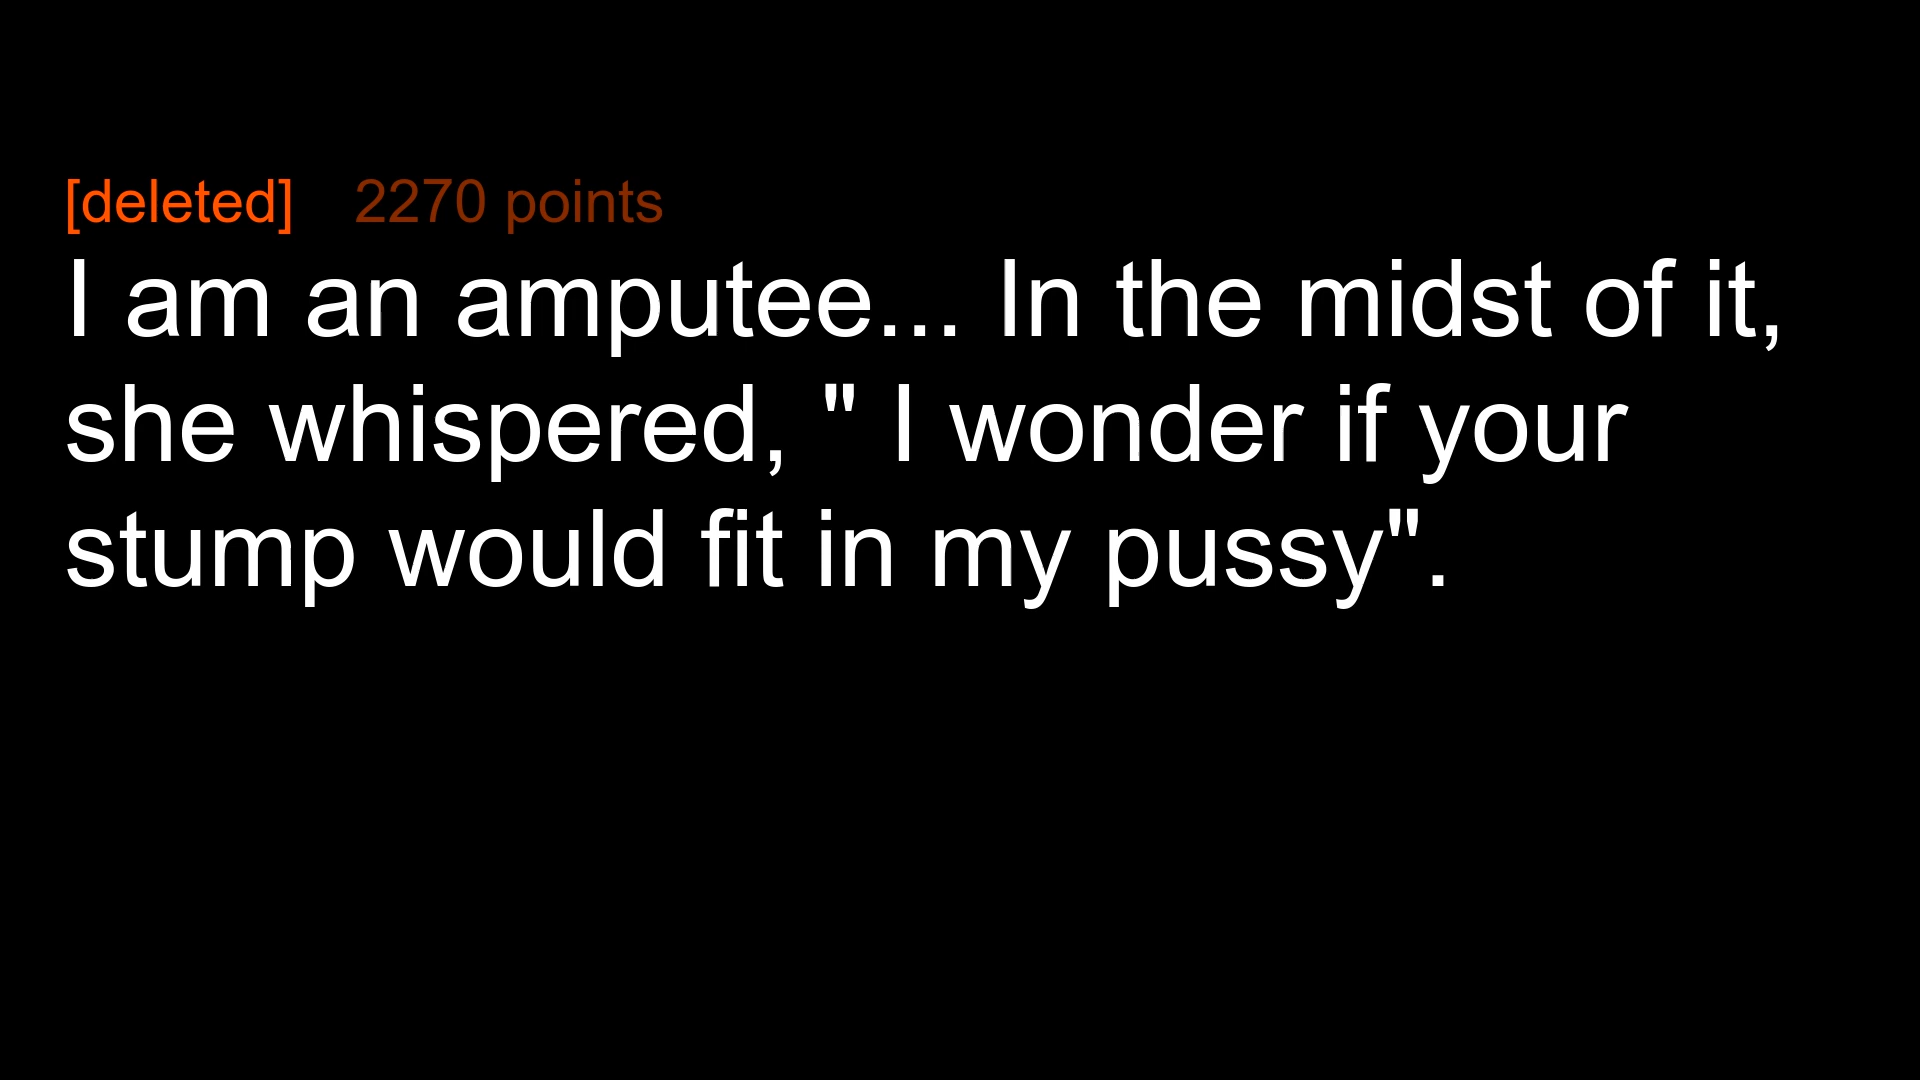 [deleted] 2270 points
I am an amputee... In the midst of it,
she whispered, " I wonder if your
stump would fit in my pussy".